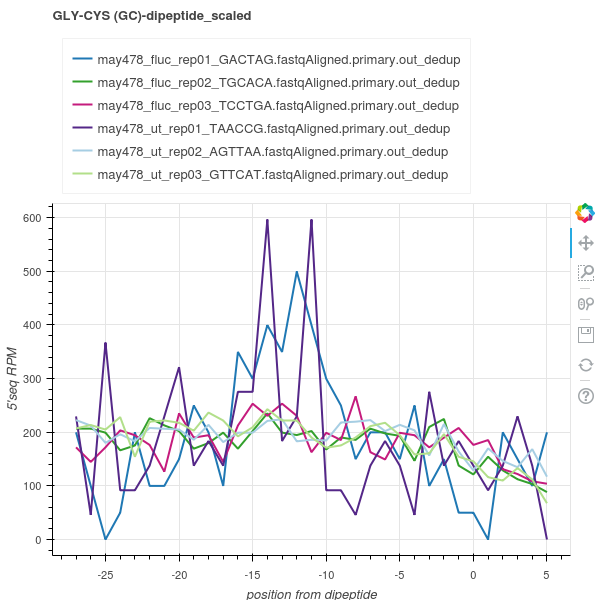 GLY-CYS (GC)-dipeptide_scaled
may478_fluc_rep01_GACTAG.fastqAligned.primary.out_dedup
may478_fluc_rep02_TGCACA.fastqAligned.primary.out_dedup
may478_fluc_rep03_TCCTGA.fastqAligned.primary.out_dedup
may478_ut_rep01_TAACCG.fastqAligned.primary.out_dedup
may478_ut_rep02_AGTTAA.fastqAligned.primary.out_dedup
may478_ut_rep03_GTTCAT.fastqAligned.primary.out_dedup
600
500
400
300
200
100
0
5'seq RPM
-25 -20 -15 -10 -5 0 5
position from dipeptide